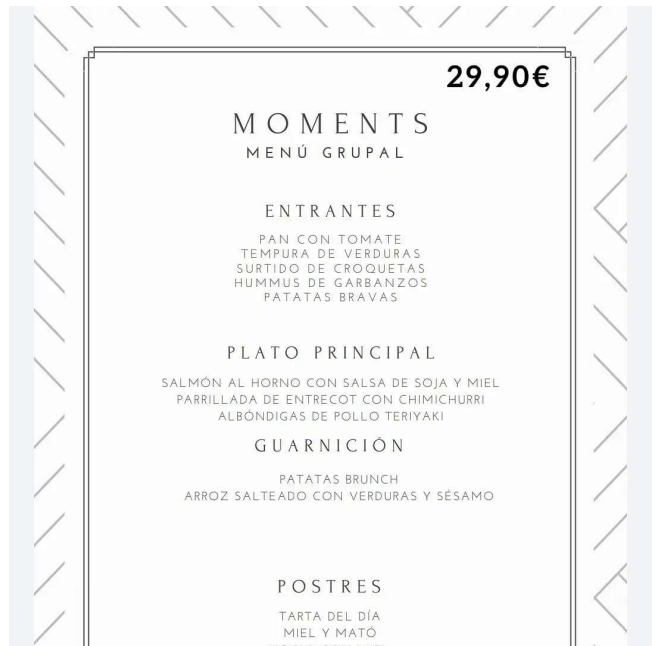 29,90€
MOMENTS
MENÚ GRUPAL
ENTRANTES
PAN CON TOMATE
TEMPURA DE VERDURAS
SURTIDO DE CROQUETAS
HUMMUS DE GARBANZOS
PATATAS BRAVAS
PLATO PRINCIPAL
SALMÓN AL HORNO CON SALSA DE SOJA Y MIEL
PARRILLADA DE ENTRECOT CON CHIMICHURRI
ALBÓNDIGAS DE POLLO TERIYAKI
GUARNICIÓN
PATATAS BRUNCH
ARROZ SALTEADO CON VERDURAS Y SÉSAMO
POSTRES
TARTA DEL DÍA
MIEL Y MATÓ